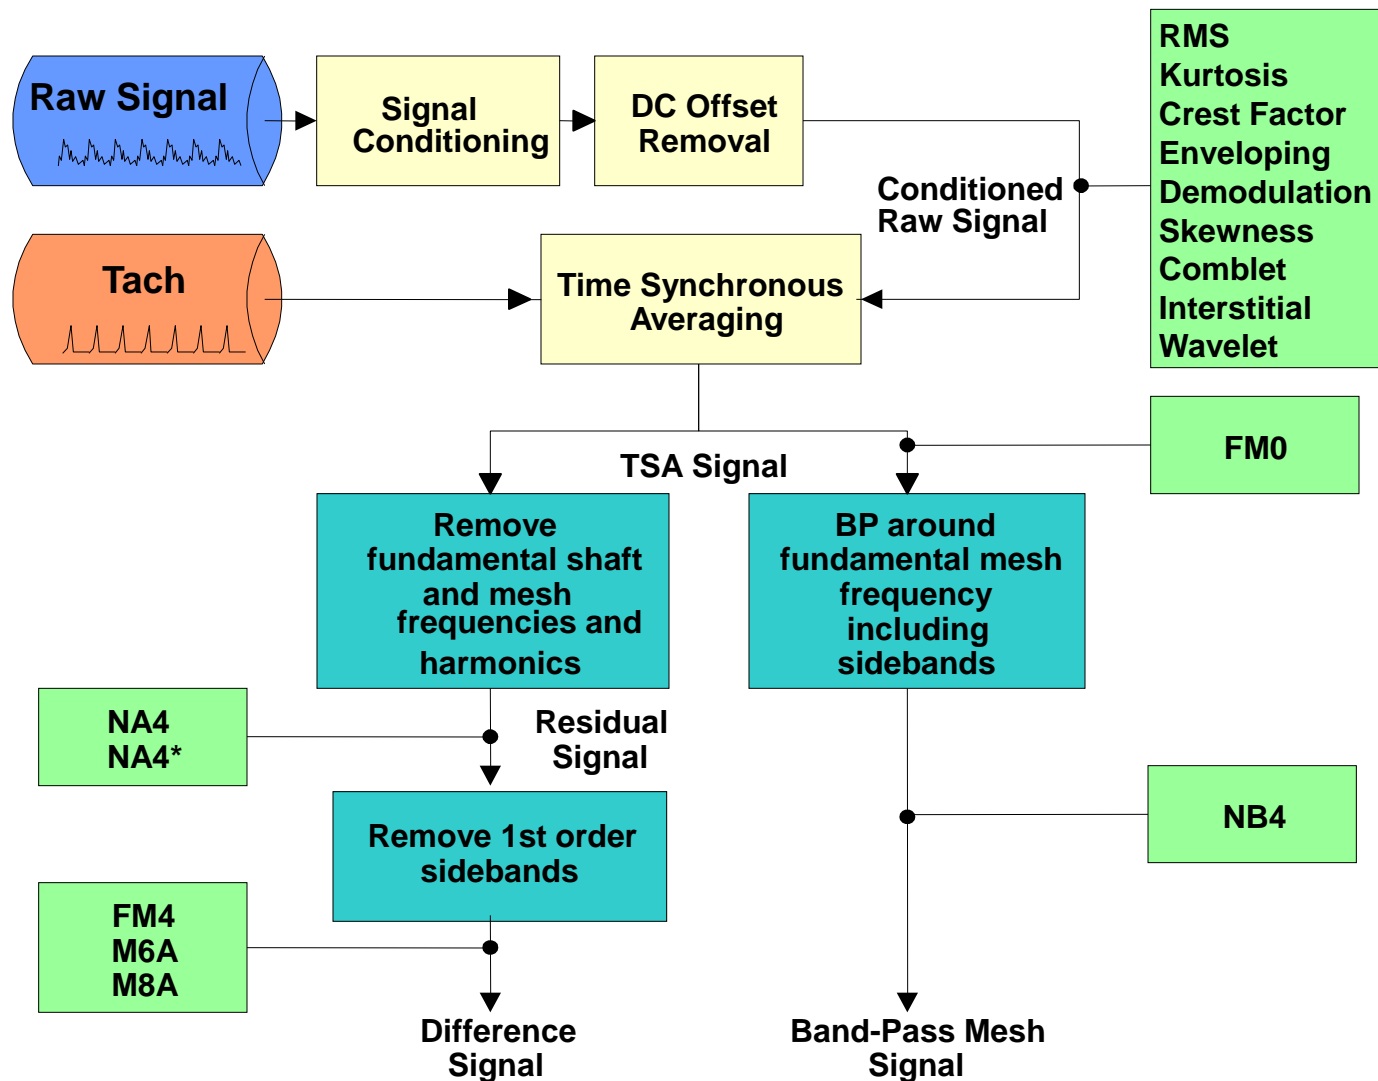 Raw Signal
Signal
Conditioning
DC Offset
Removal
RMS
Kurtosis
Crest Factor
Enveloping
Demodulation
Skewness
Comblet
Interstitial
Wavelet
Conditioned
Raw Signal
Tach
Time Synchronous
Averaging
FM0
TSA Signal
Remove
fundamental shaft
and mesh
frequencies and
harmonics
BP around
fundamental mesh
frequency
including
sidebands
NA4
NA4*
Residual
Signal
NB4
Remove 1st order
sidebands
FM4
M6A
M8A
Difference
Signal
Band-Pass Mesh
Signal